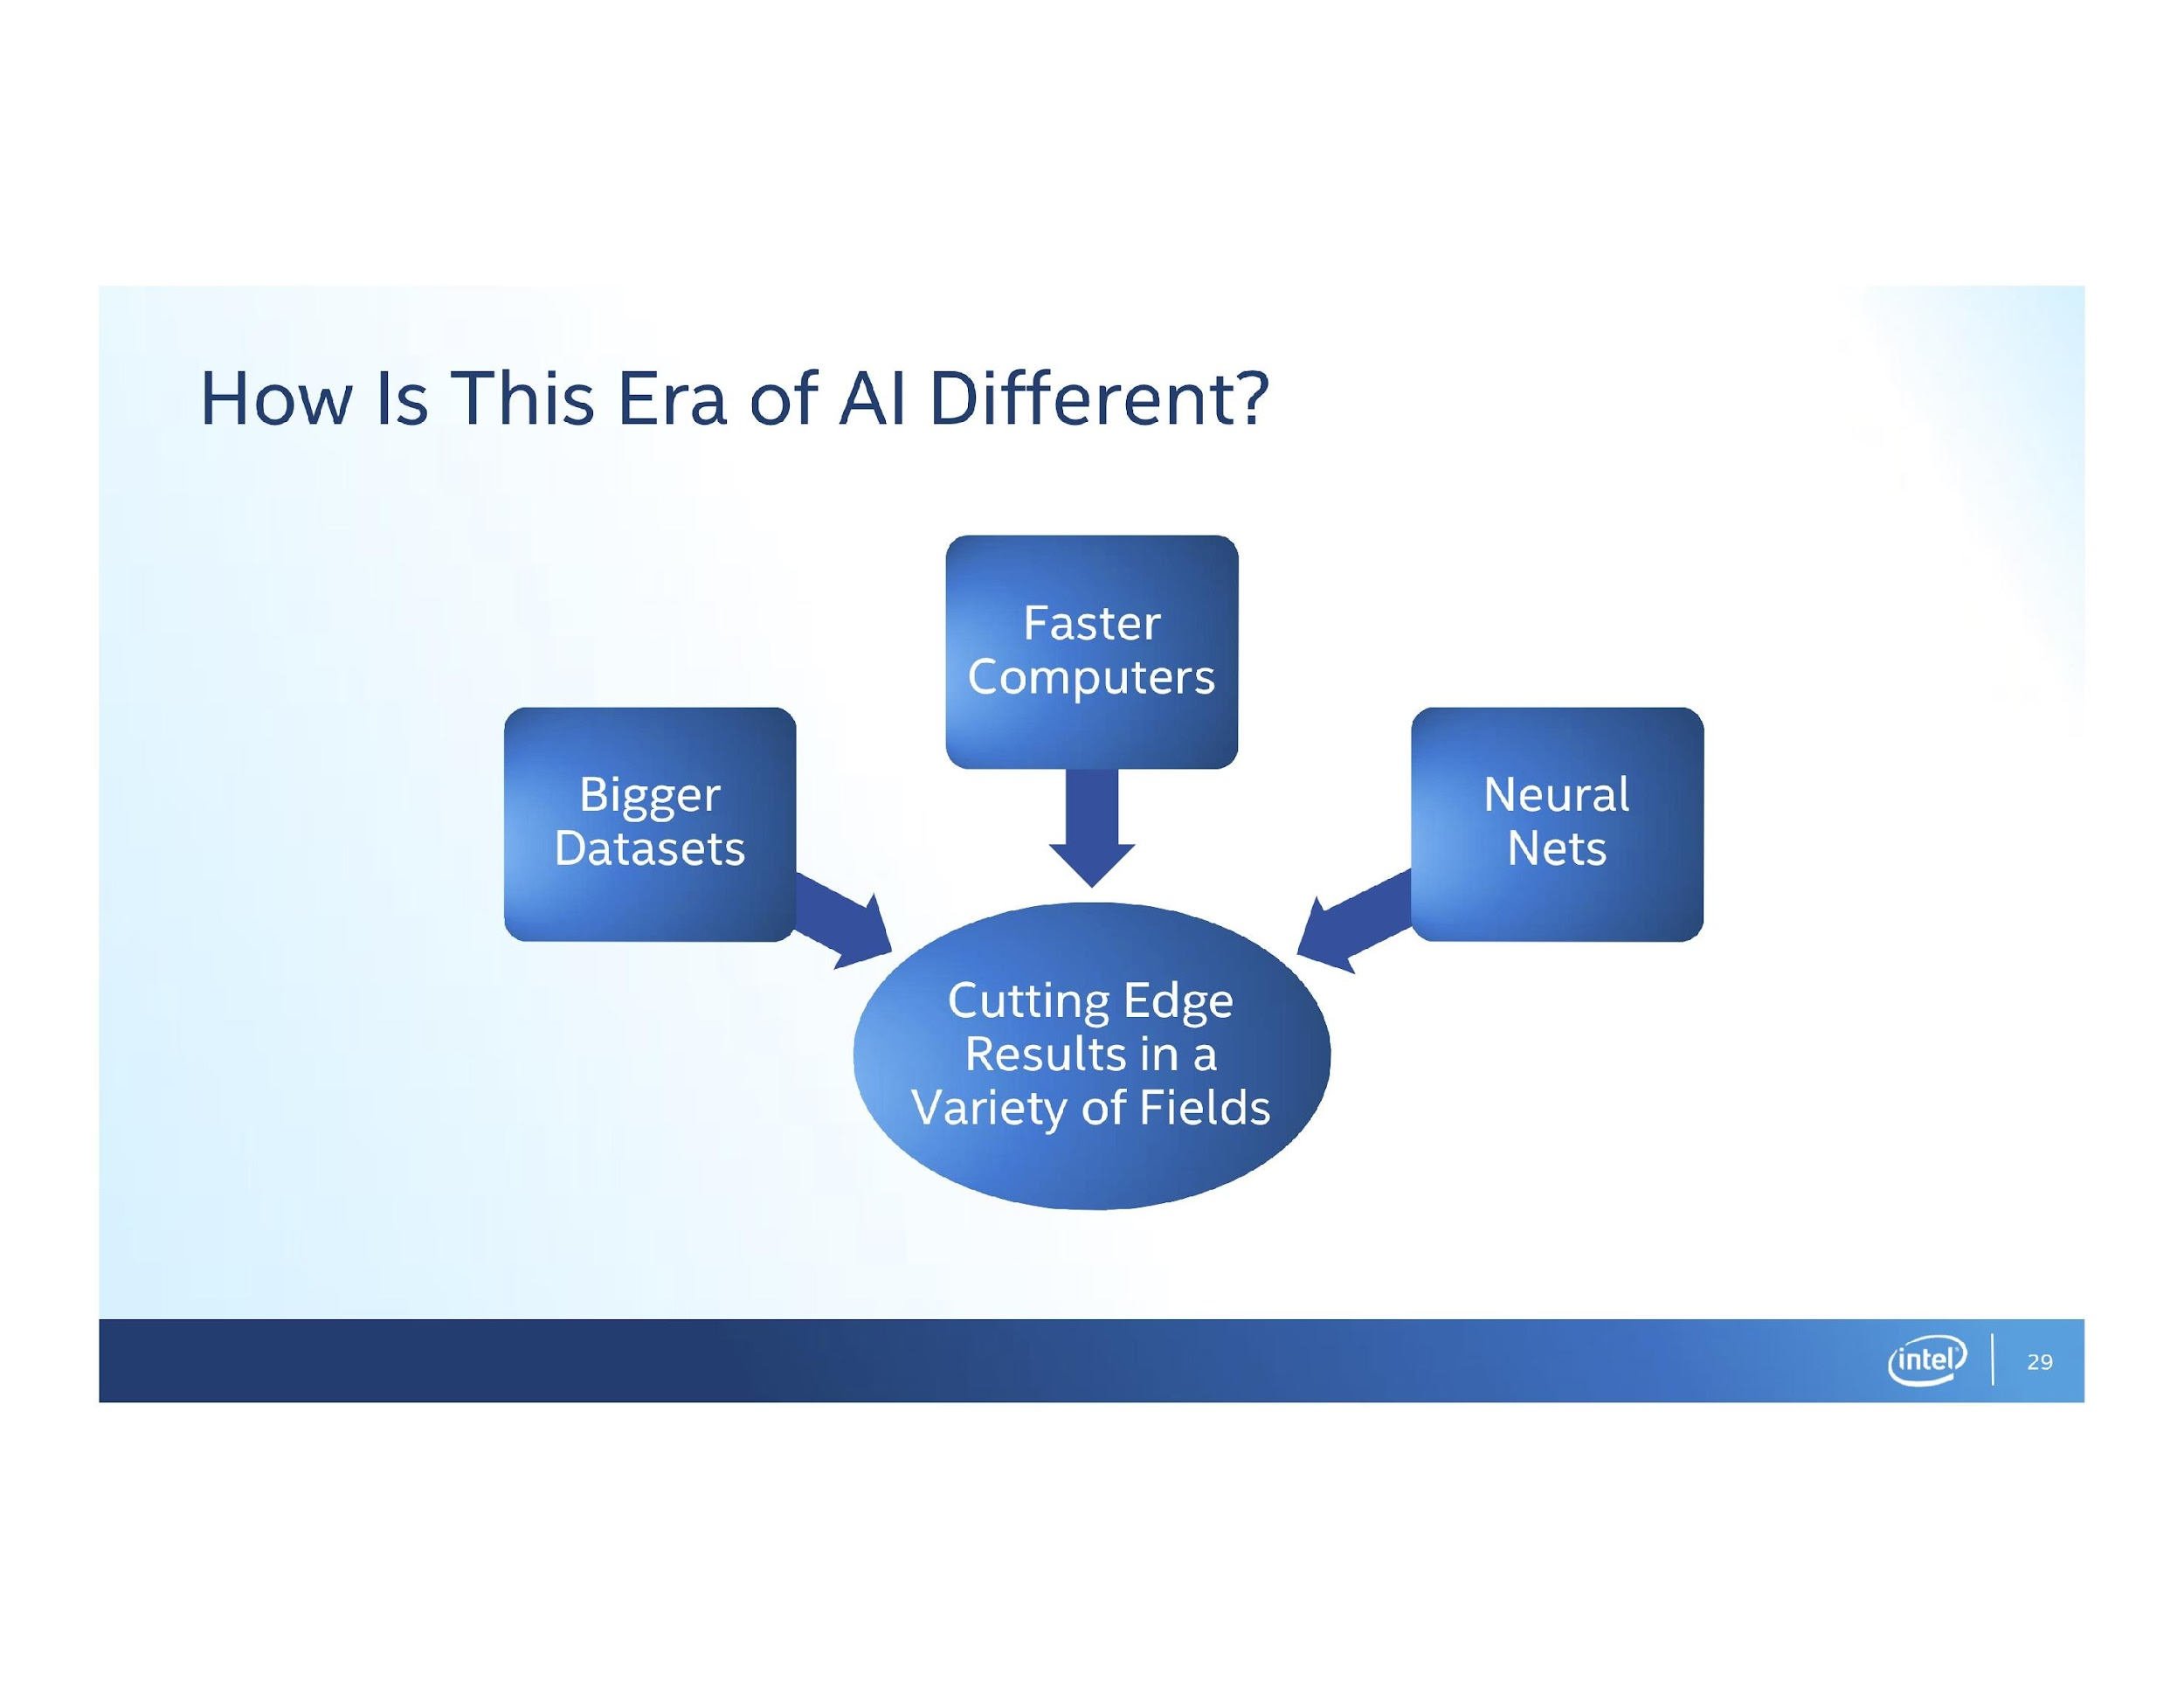 How Is This Era of AI Different?
Faster
Computers
Bigger
Datasets
Neural
Nets
Cutting Edge
Results in a
Variety of Fields
intel
29